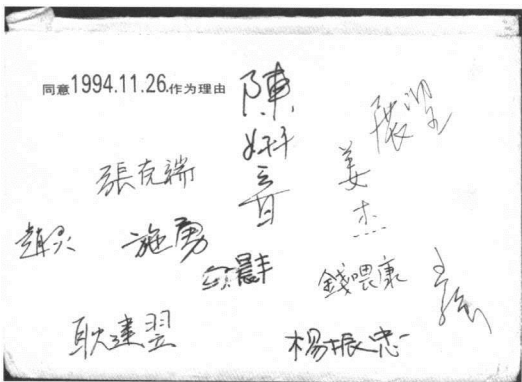 同意1994.11.26.作为理由
陳妍音
張克端
姜杰
施勇
錢喂康
耿建翌
楊振忠